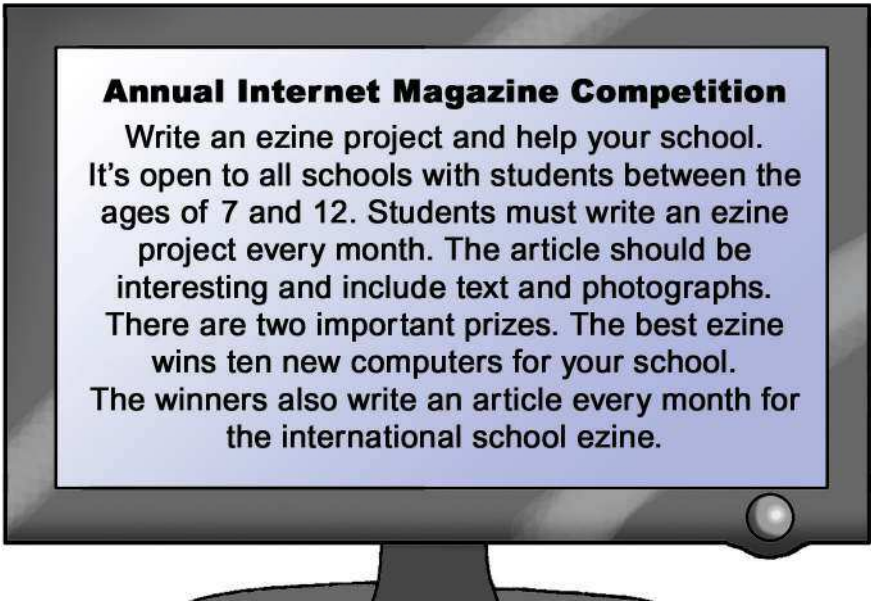 Annual Internet Magazine Competition
Write an ezine project and help your school.
It's open to all schools with students between the
ages of 7 and 12. Students must write an ezine
project every month. The article should be
interesting and include text and photographs.
There are two important prizes. The best ezine
wins ten new computers for your school.
The winners also write an article every month for
the international school ezine.